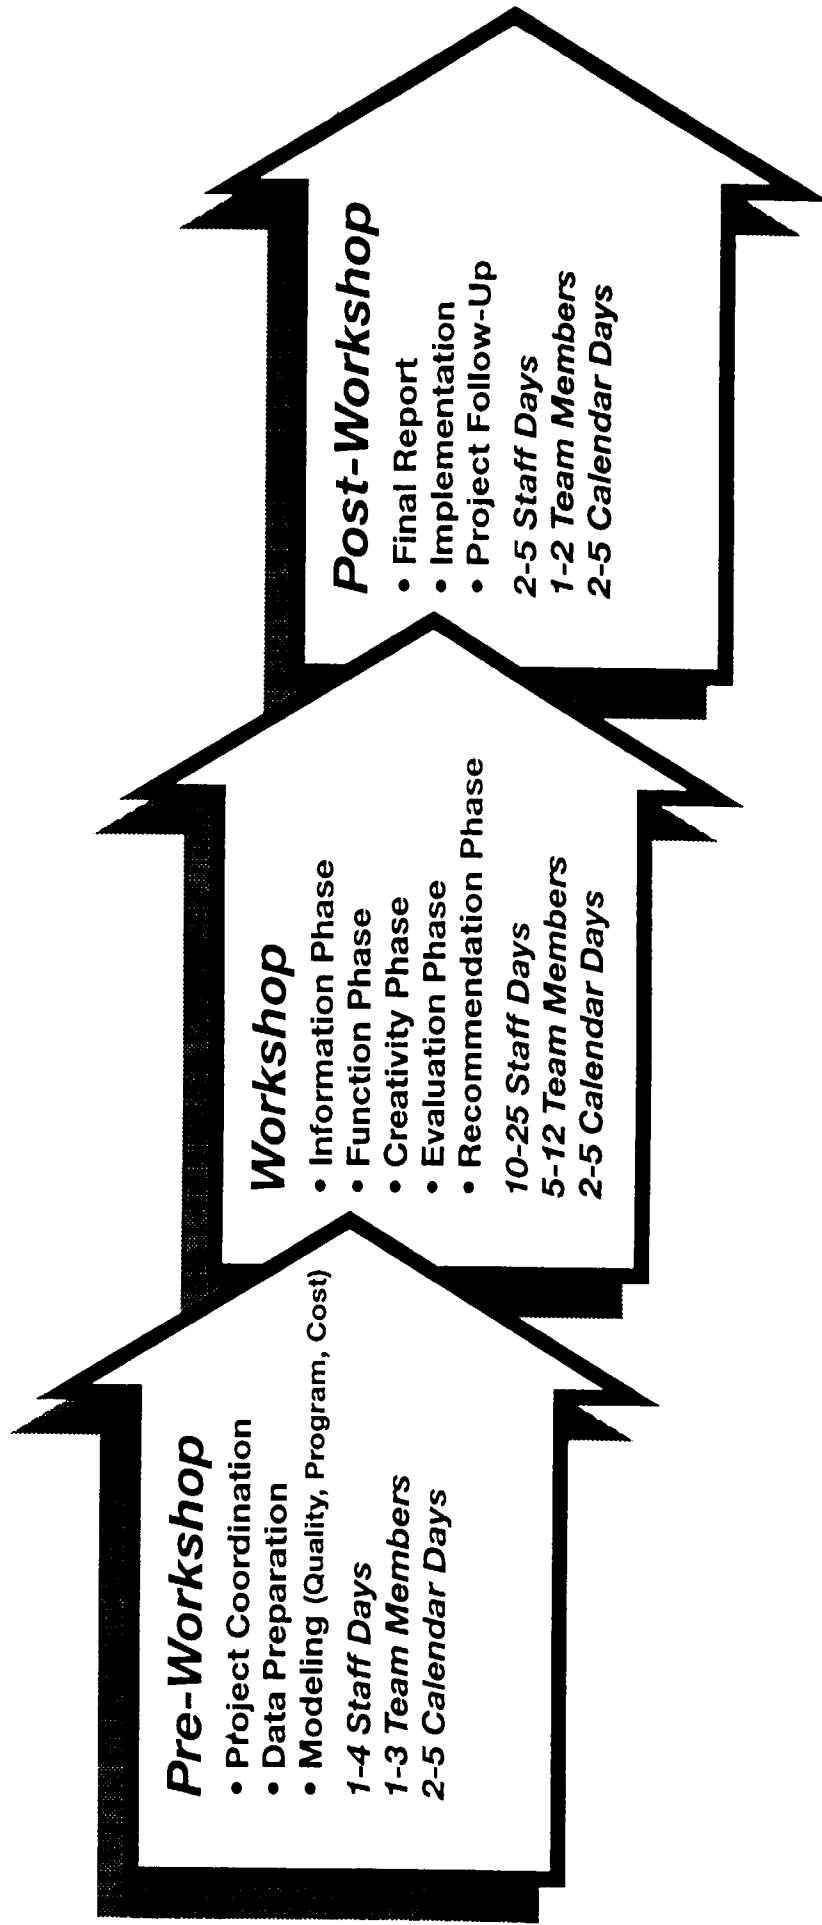 Pre-Workshop
• Project Coordination
• Data Preparation
• Modeling (Quality, Program, Cost)
1-4 Staff Days
1-3 Team Members
2-5 Calendar Days
Workshop
• Information Phase
• Function Phase
• Creativity Phase
• Evaluation Phase
• Recommendation Phase
10-25 Staff Days
5-12 Team Members
2-5 Calendar Days
Post-Workshop
• Final Report
• Implementation
• Project Follow-Up
2-5 Staff Days
1-2 Team Members
2-5 Calendar Days